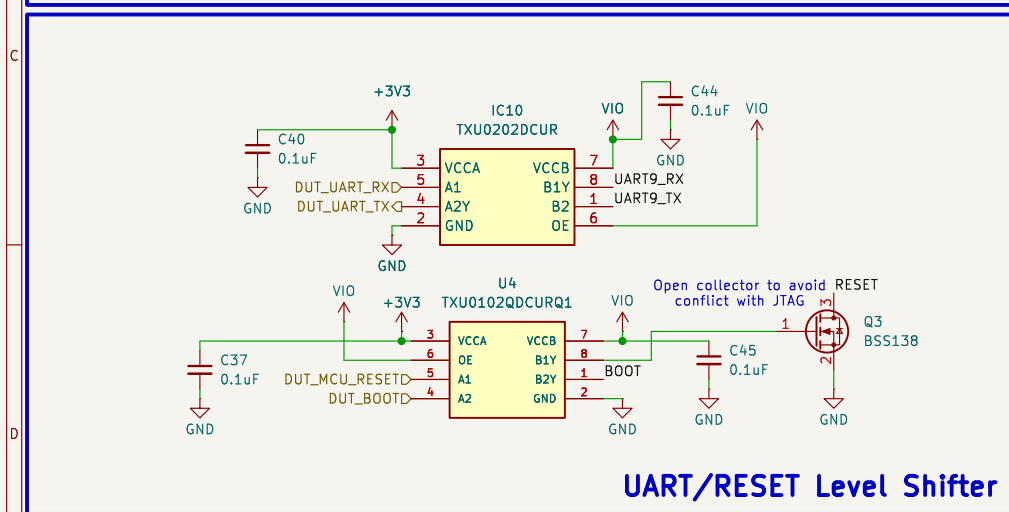 C
+3V3
C40
0.1uF
GND
IC10
TXU0202DCUR
3 VCCA VCCB 7
DUT_UART_RX 5 A1 B1Y 8 UART9_RX
DUT_UART_TX 4 A2Y B2 1 UART9_TX
2 GND OE 6
GND
VIO
C44
0.1uF
GND
VIO
VIO
+3V3
U4
TXU0102QDCURQ1
3 VCCA VCCB 7
6 OE B1Y 8
DUT_MCU_RESET 5 A1 B2Y 1 BOOT
DUT_BOOT 4 A2 GND 2
C37
0.1uF
GND
VIO
GND
C45
0.1uF
GND
Open collector to avoid
conflict with JTAG
RESET
3
1
2
Q3
BSS138
GND
D
UART/RESET Level Shifter